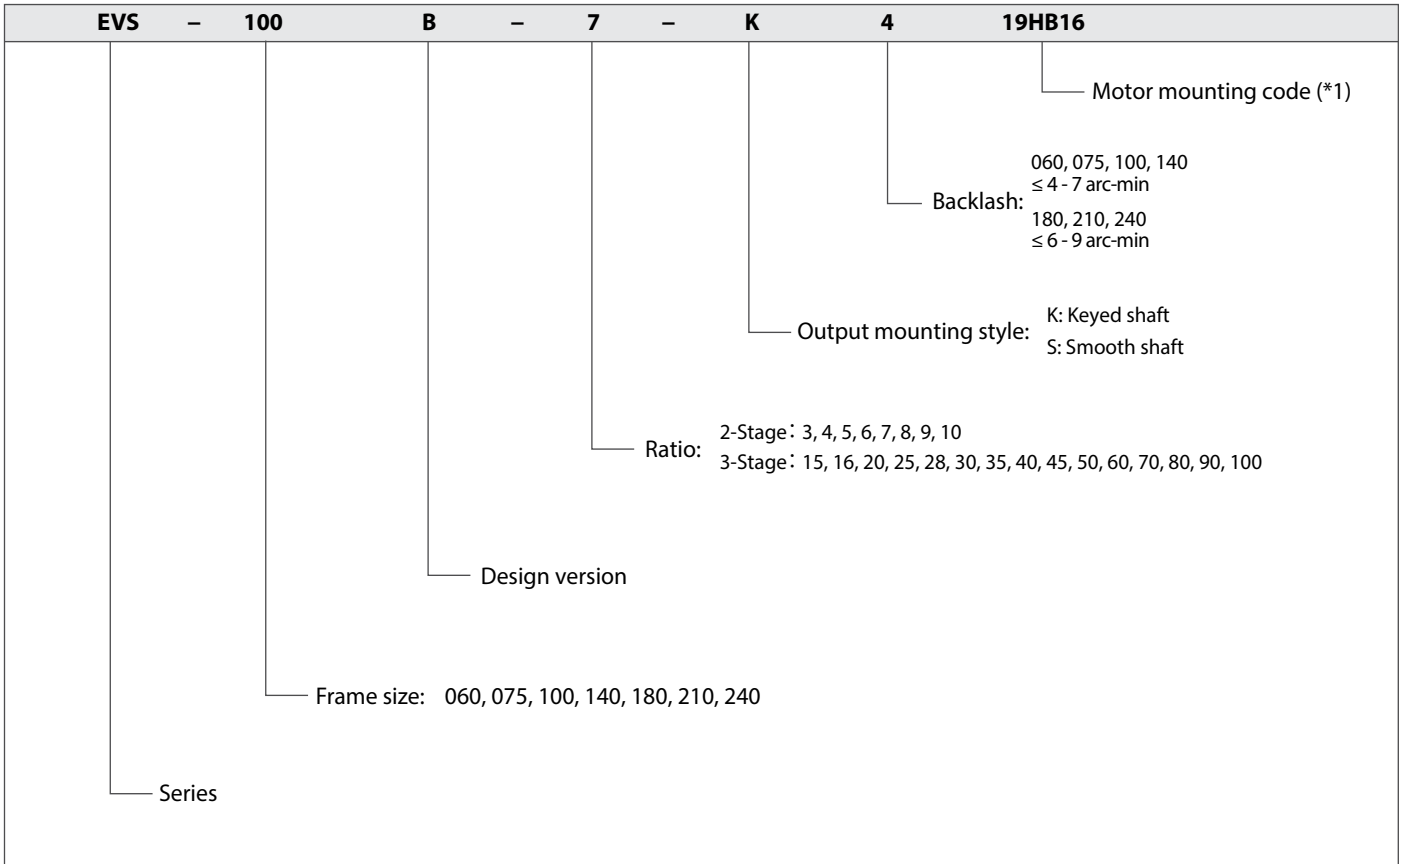 EVS – 100 B – 7 – K 4 19HB16
Motor mounting code (*1)
060, 075, 100, 140
≤ 4 - 7 arc-min
Backlash:
180, 210, 240
≤ 6 - 9 arc-min
K: Keyed shaft
Output mounting style:
S: Smooth shaft
2-Stage： 3, 4, 5, 6, 7, 8, 9, 10
Ratio:
3-Stage： 15, 16, 20, 25, 28, 30, 35, 40, 45, 50, 60, 70, 80, 90, 100
Design version
Frame size: 060, 075, 100, 140, 180, 210, 240
Series